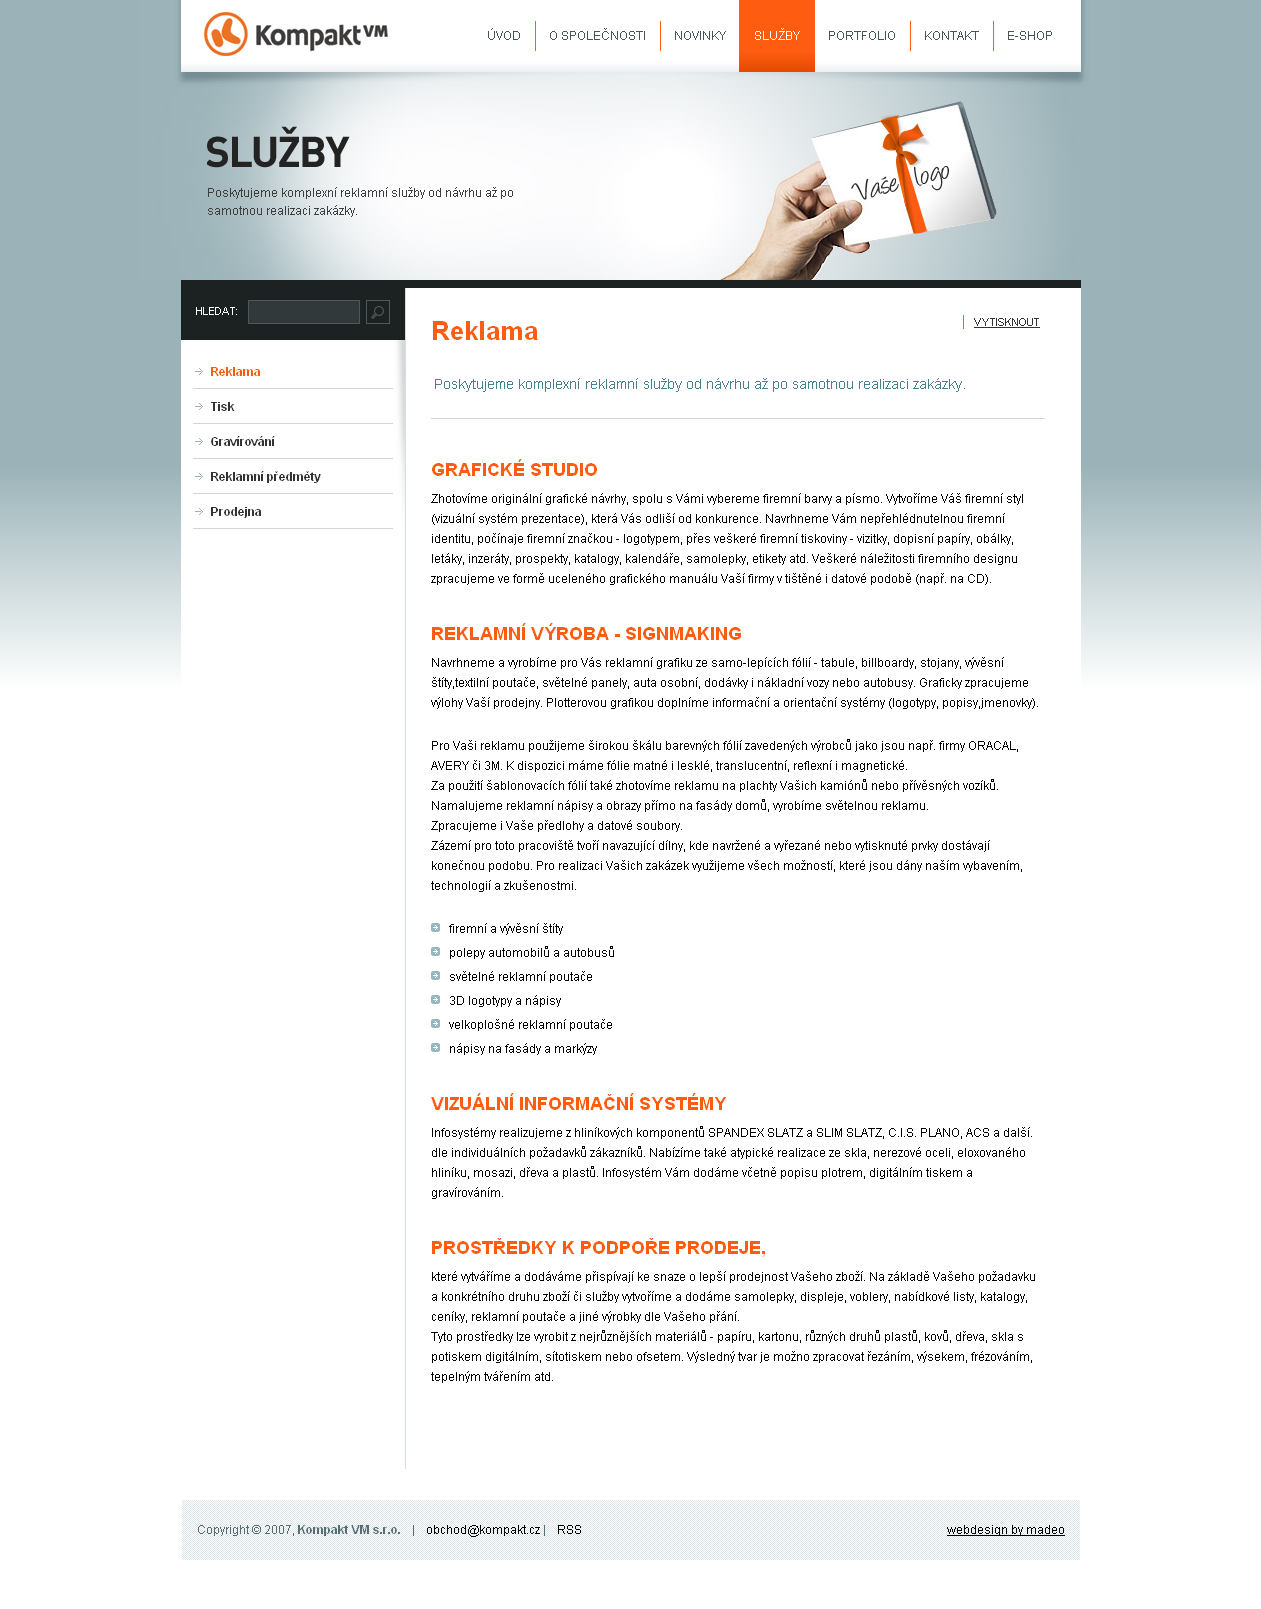 Kompakt VM
ÚVOD
O SPOLEČNOSTI
NOVINKY
SLUŽBY
PORTFOLIO
KONTAKT
E-SHOP
SLUŽBY
Poskytujeme komplexní reklamní služby od návrhu až po
samotnou realizaci zakázky.
Vaše logo
HLEDAT:
Reklama
Tisk
Gravírování
Reklamní předměty
Prodejna
Reklama
VYTISKNOUT
Poskytujeme komplexní reklamní služby od návrhu až po samotnou realizaci zakázky.
GRAFICKÉ STUDIO
Zhotovíme originální grafické návrhy, spolu s Vámi vybereme firemní barvy a písmo. Vytvoříme Váš firemní styl
(vizuální systém prezentace), která Vás odliší od konkurence. Navrhneme Vám nepřehlédnutelnou firemní
identitu, počínaje firemní značkou - logotypem, přes veškeré firemní tiskoviny - vizitky, dopisní papíry, obálky,
letáky, inzeráty, prospekty, katalogy, kalendáře, samolepky, etikety atd. Veškeré náležitosti firemního designu
zpracujeme ve formě uceleného grafického manuálu Vaší firmy v tištěné i datové podobě (např. na CD).
REKLAMNÍ VÝROBA - SIGNMAKING
Navrhneme a vyrobíme pro Vás reklamní grafiku ze samo-lepících fólií - tabule, billboardy, stojany, vývěsní
štíty,textilní poutače, světelné panely, auta osobní, dodávky i nákladní vozy nebo autobusy. Graficky zpracujeme
výlohy Vaší prodejny. Plotterovou grafikou doplníme informační a orientační systémy (logotypy, popisy,jmenovky).
Pro Vaši reklamu použijeme širokou škálu barevných fólií zavedených výrobců jako jsou např. firmy ORACAL,
AVERY či 3M. K dispozici máme fólie matné i lesklé, translucentní, reflexní i magnetické.
Za použití šablonovacích fólií také zhotovíme reklamu na plachty Vašich kamiónů nebo přívěsných vozíků.
Namalujeme reklamní nápisy a obrazy přímo na fasády domů, vyrobíme světelnou reklamu.
Zpracujeme i Vaše předlohy a datové soubory.
Zázemí pro toto pracoviště tvoří navazující dílny, kde navržené a vyřezané nebo vytisknuté prvky dostávají
konečnou podobu. Pro realizaci Vašich zakázek využijeme všech možností, které jsou dány naším vybavením,
technologií a zkušenostmi.
firemní a vývěsní štíty
polepy automobilů a autobusů
světelné reklamní poutače
3D logotypy a nápisy
velkoplošné reklamní poutače
nápisy na fasády a markýzy
VIZUÁLNÍ INFORMAČNÍ SYSTÉMY
Infosystémy realizujeme z hliníkových komponentů SPANDEX SLATZ a SLIM SLATZ, C.I.S. PLANO, ACS a další.
dle individuálních požadavků zákazníků. Nabízíme také atypické realizace ze skla, nerezové oceli, eloxovaného
hliníku, mosazi, dřeva a plastů. Infosystém Vám dodáme včetně popisu plotrem, digitálním tiskem a
gravírováním.
PROSTŘEDKY K PODPOŘE PRODEJE,
které vytváříme a dodáváme přispívají ke snaze o lepší prodejnost Vašeho zboží. Na základě Vašeho požadavku
a konkrétního druhu zboží či služby vytvoříme a dodáme samolepky, displeje, voblery, nabídkové listy, katalogy,
ceníky, reklamní poutače a jiné výrobky dle Vašeho přání.
Tyto prostředky lze vyrobit z nejrůznějších materiálů - papíru, kartonu, různých druhů plastů, kovů, dřeva, skla s
potiskem digitálním, sítotiskem nebo ofsetem. Výsledný tvar je možno zpracovat řezáním, výsekem, frézováním,
tepelným tvářením atd.
Copyright © 2007, Kompakt VM s.r.o. | obchod@kompakt.cz | RSS
webdesign by madeo